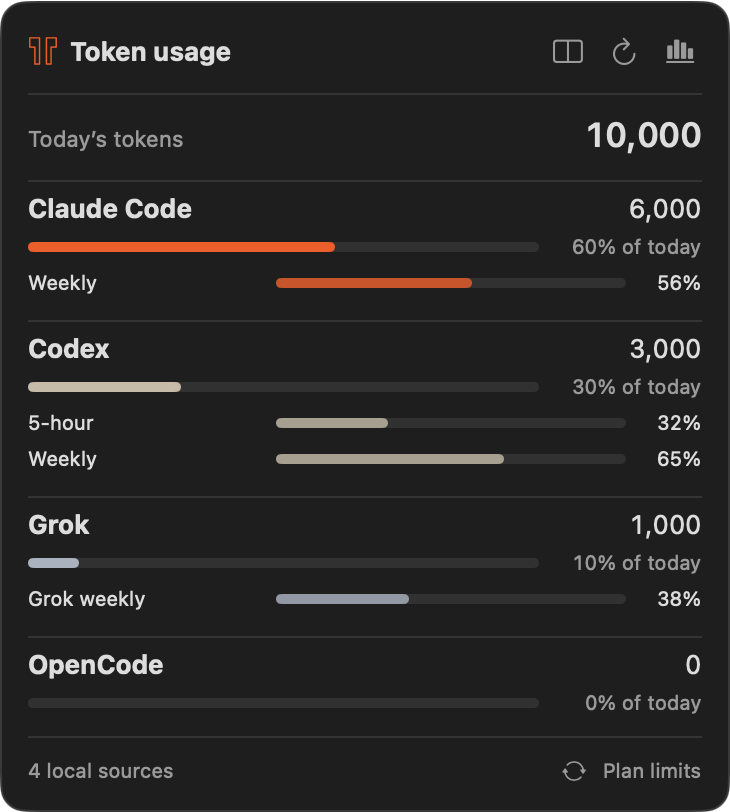 Token usage
Today’s tokens 10,000
Claude Code 6,000
60% of today
Weekly 56%
Codex 3,000
30% of today
5-hour 32%
Weekly 65%
Grok 1,000
10% of today
Grok weekly 38%
OpenCode 0
0% of today
4 local sources Plan limits